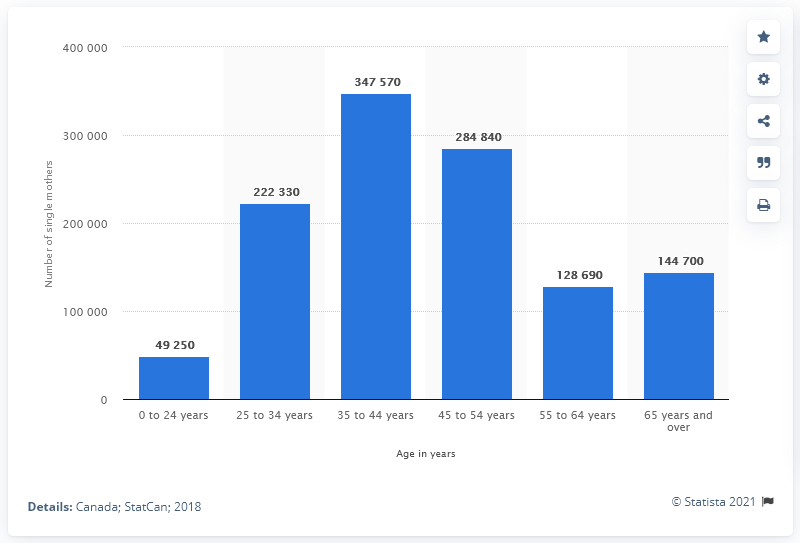 400 000
347 570
300 000
284 840
222 330
200 000
144 700
128 690
100 000
49 250
0
Number of single mothers
0 to 24 years
25 to 34 years
35 to 44 years
45 to 54 years
55 to 64 years
65 years and
over
Age in years
Details: Canada; StatCan; 2018
© Statista 2021